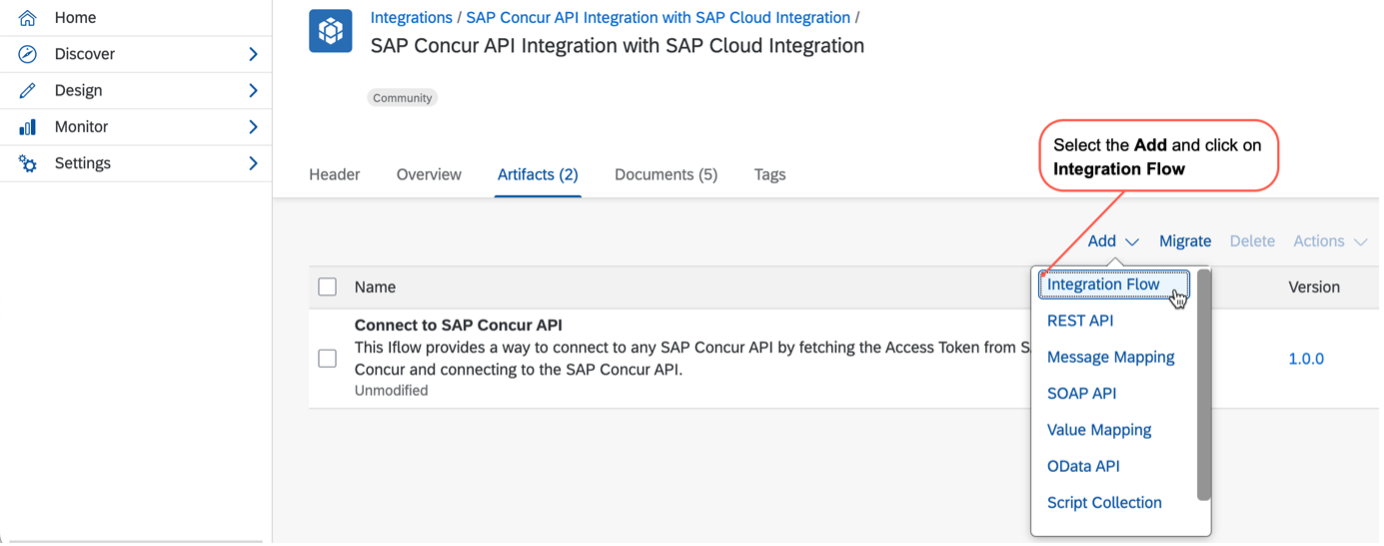 Home
Discover
Design
Monitor
Settings
Integrations / SAP Concur API Integration with SAP Cloud Integration /
SAP Concur API Integration with SAP Cloud Integration
Community
Select the Add and click on
Integration Flow
Header Overview Artifacts (2) Documents (5) Tags
Add Migrate Delete Actions
Name Version
Connect to SAP Concur API
This Iflow provides a way to connect to any SAP Concur API by fetching the Access Token from S
Concur and connecting to the SAP Concur API.
Unmodified
1.0.0
Integration Flow
REST API
Message Mapping
SOAP API
Value Mapping
OData API
Script Collection